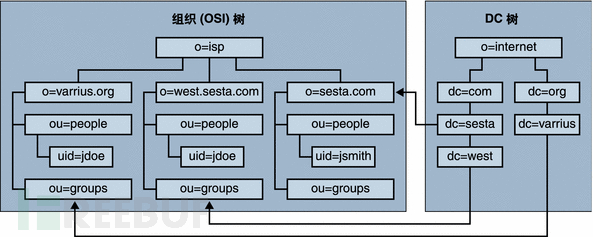 组织 (OSI) 树
DC 树
o=isp
o=internet
o=varrius.org
o=west.sesta.com
o=sesta.com
dc=com
dc=org
ou=people
ou=people
ou=people
dc=sesta
dc=varrius
uid=jdoe
uid=jdoe
uid=jsmith
dc=west
ou=groups
ou=groups
ou=groups
FREEBUF